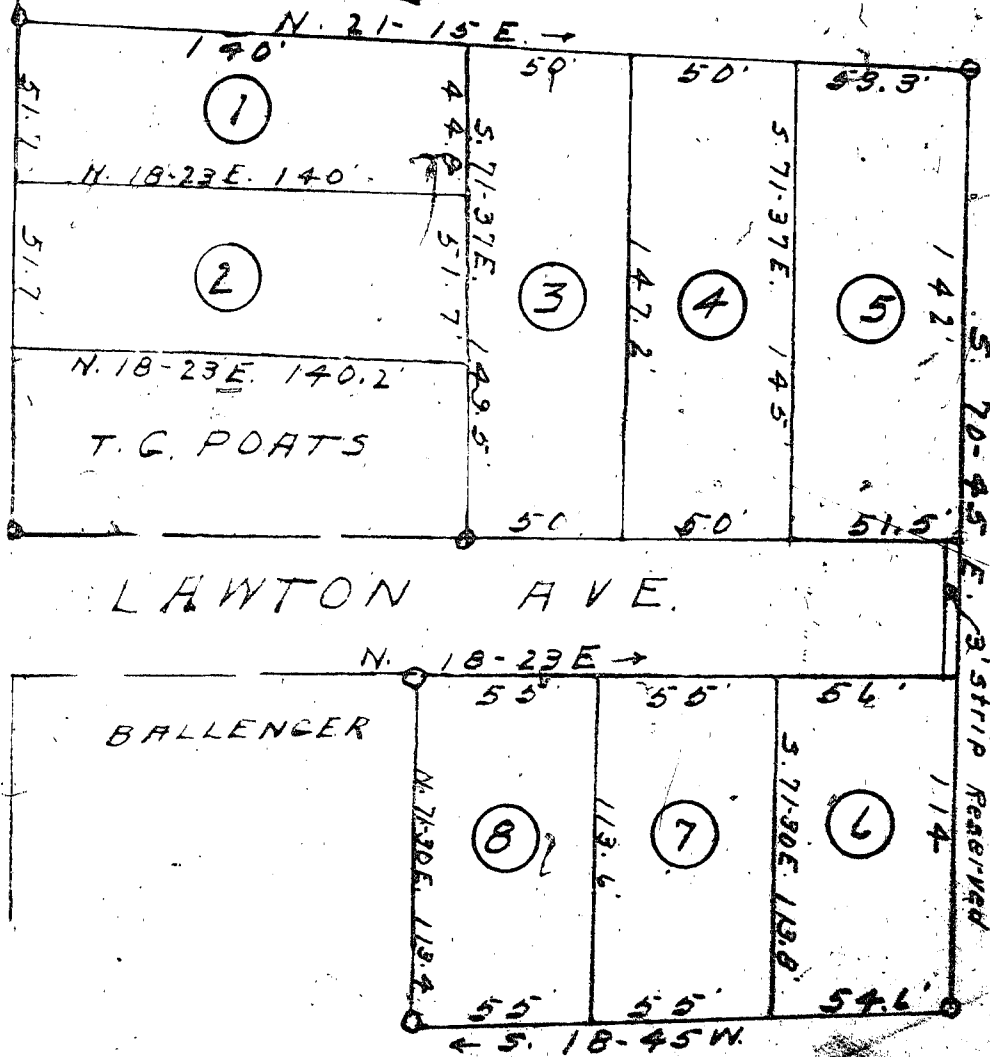 N. 21-15 E. →
140'
50'
50'
53.3'
1
51.7
44.8
N. 18-23 E. 140'
2
51.7
51.7'
N. 18-23 E. 140.2'
T. G. POATS
S. 71-37 E. 149.5'
3
147.2'
4
S. 71-37 E. 145'
5
142'
S. 70-45 E.
50'
50'
51.5'
LAWTON AVE.
3' strip Reserved
N. 18-23 E →
55'
55'
56'
BALLENGER
N. 71-30 E. 113.4
8
113.6'
7
S. 71-30 E. 113.8'
6
114
55'
55'
54.6'
← S. 18-45 W.